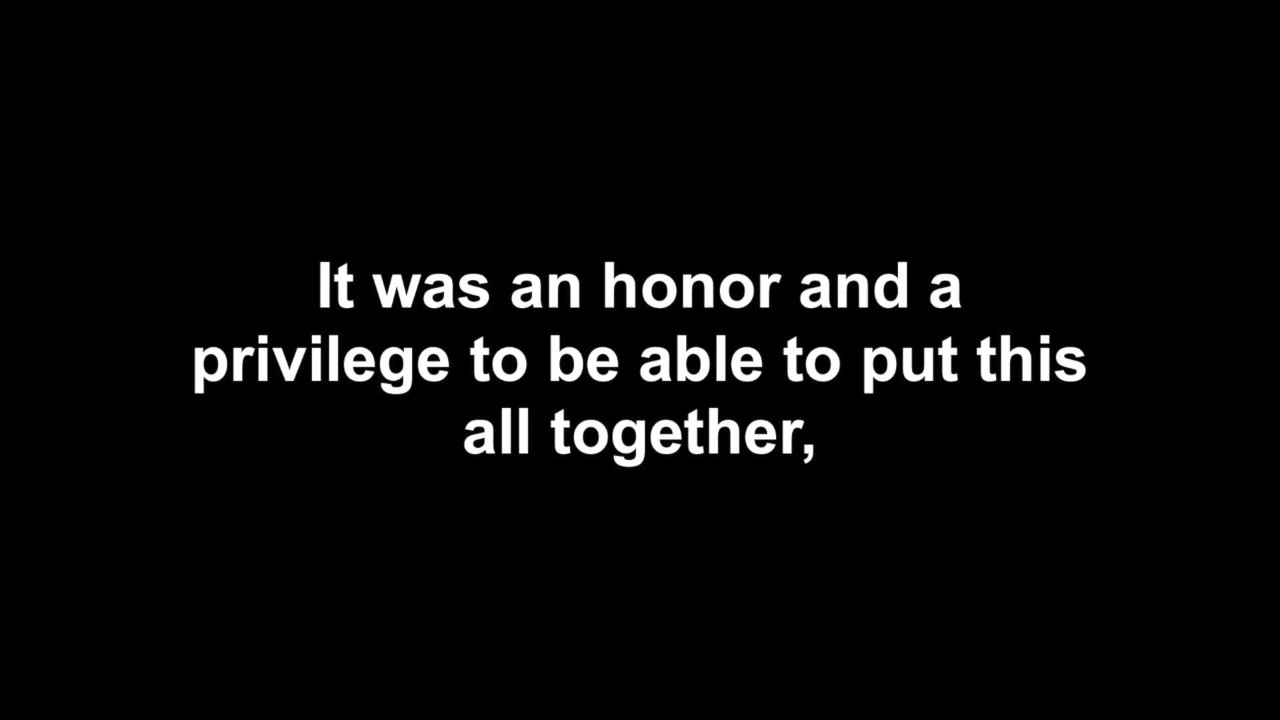 It was an honor and a
privilege to be able to put this
all together,